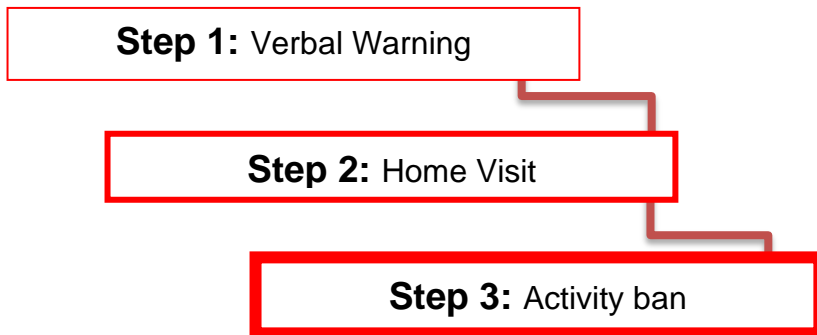 Step 1: Verbal Warning
Step 2: Home Visit
Step 3: Activity ban